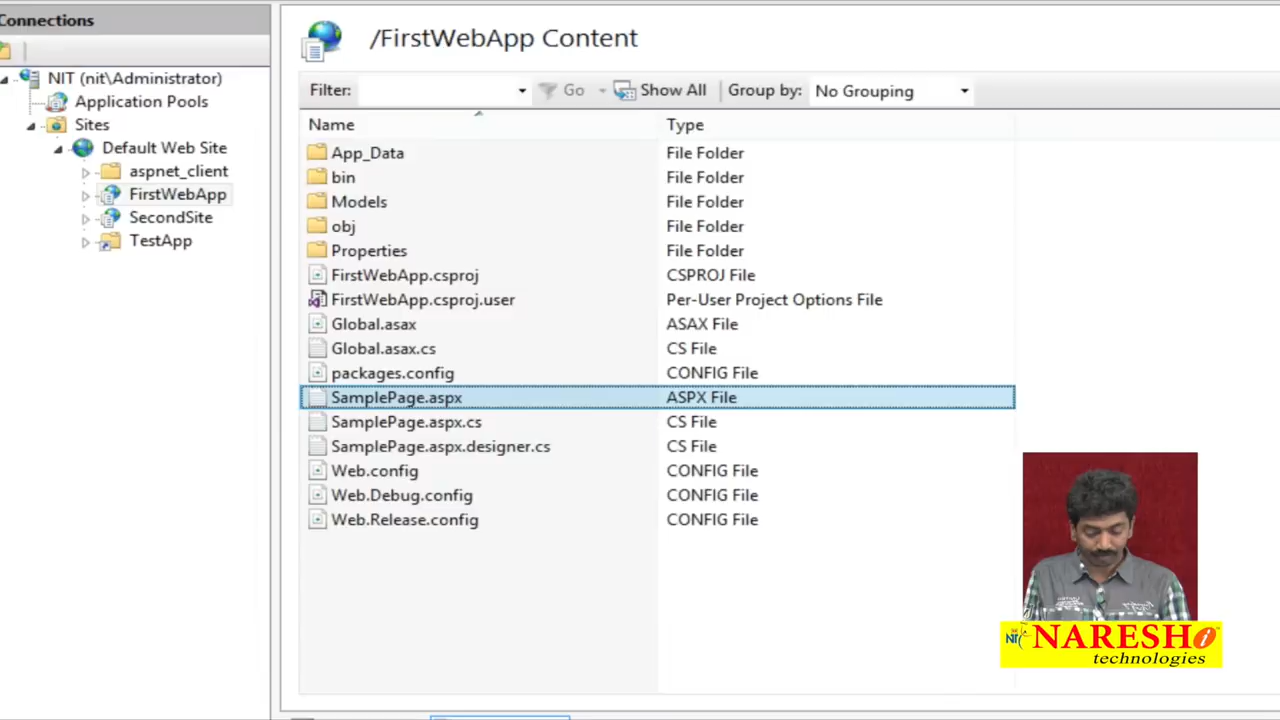 Connections
NIT (nit\Administrator)
Application Pools
Sites
Default Web Site
aspnet_client
FirstWebApp
SecondSite
TestApp
/FirstWebApp Content
Filter: Go Show All Group by: No Grouping
Name Type
App_Data File Folder
bin File Folder
Models File Folder
obj File Folder
Properties File Folder
FirstWebApp.csproj CSPROJ File
FirstWebApp.csproj.user Per-User Project Options File
Global.asax ASAX File
Global.asax.cs CS File
packages.config CONFIG File
SamplePage.aspx ASPX File
SamplePage.aspx.cs CS File
SamplePage.aspx.designer.cs CS File
Web.config CONFIG File
Web.Debug.config CONFIG File
Web.Release.config CONFIG File
NIT NARESH i
technologies